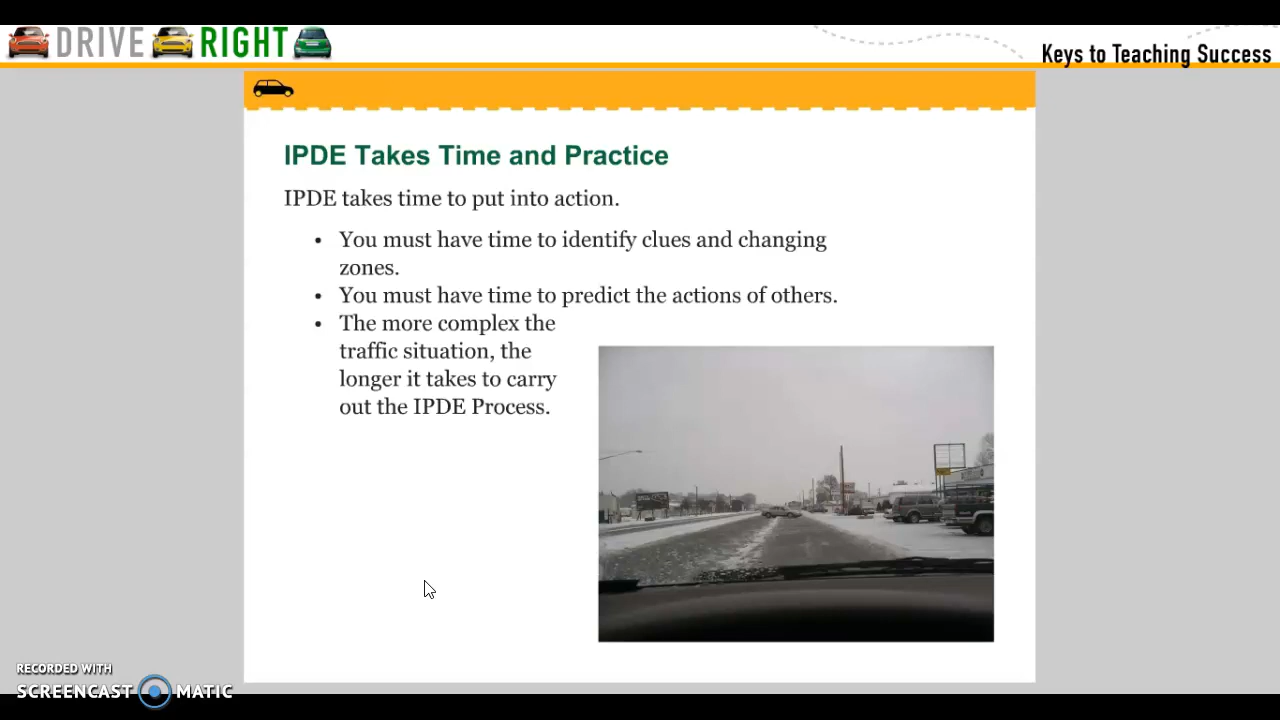 DRIVE RIGHT
Keys to Teaching Success
IPDE Takes Time and Practice
IPDE takes time to put into action.
• You must have time to identify clues and changing
zones.
• You must have time to predict the actions of others.
• The more complex the
traffic situation, the
longer it takes to carry
out the IPDE Process.
RECORDED WITH
SCREENCAST MATIC